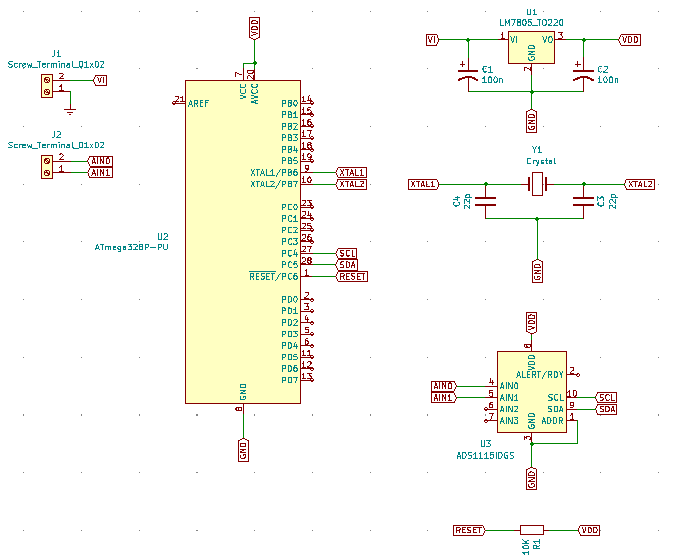 J1
Screw_Terminal_01x02
2 VI
1
J2
Screw_Terminal_01x02
2 AIN0
1 AIN1
VDD
7 20
VCC AVCC
21 AREF
PB0 14
PB1 15
PB2 16
PB3 17
PB4 18
PB5 19
XTAL1/PB6 9 XTAL1
XTAL2/PB7 10 XTAL2
PC0 23
PC1 24
PC2 25
PC3 26
PC4 27 SCL
PC5 28 SDA
RESET/PC6 1 RESET
PD0 2
PD1 3
PD2 4
PD3 5
PD4 6
PD5 11
PD6 12
PD7 13
U2
ATmega328P-PU
GND
8
GND
U1
LM7805_TO220
VI 1 VI VO 3 VDD
GND
2
C1
100n
C2
100n
GND
Y1
Crystal
XTAL1 XTAL2
C4 22p
C3 22p
GND
VDD
8
VDD
ALERT/RDY 2
AIN0 4 AIN0
AIN1 5 AIN1
6 AIN2
7 AIN3
SCL 10 SCL
SDA 9 SDA
ADDR 1
GND
3
U3
ADS1115IDGS
GND
RESET VDD
10K R1